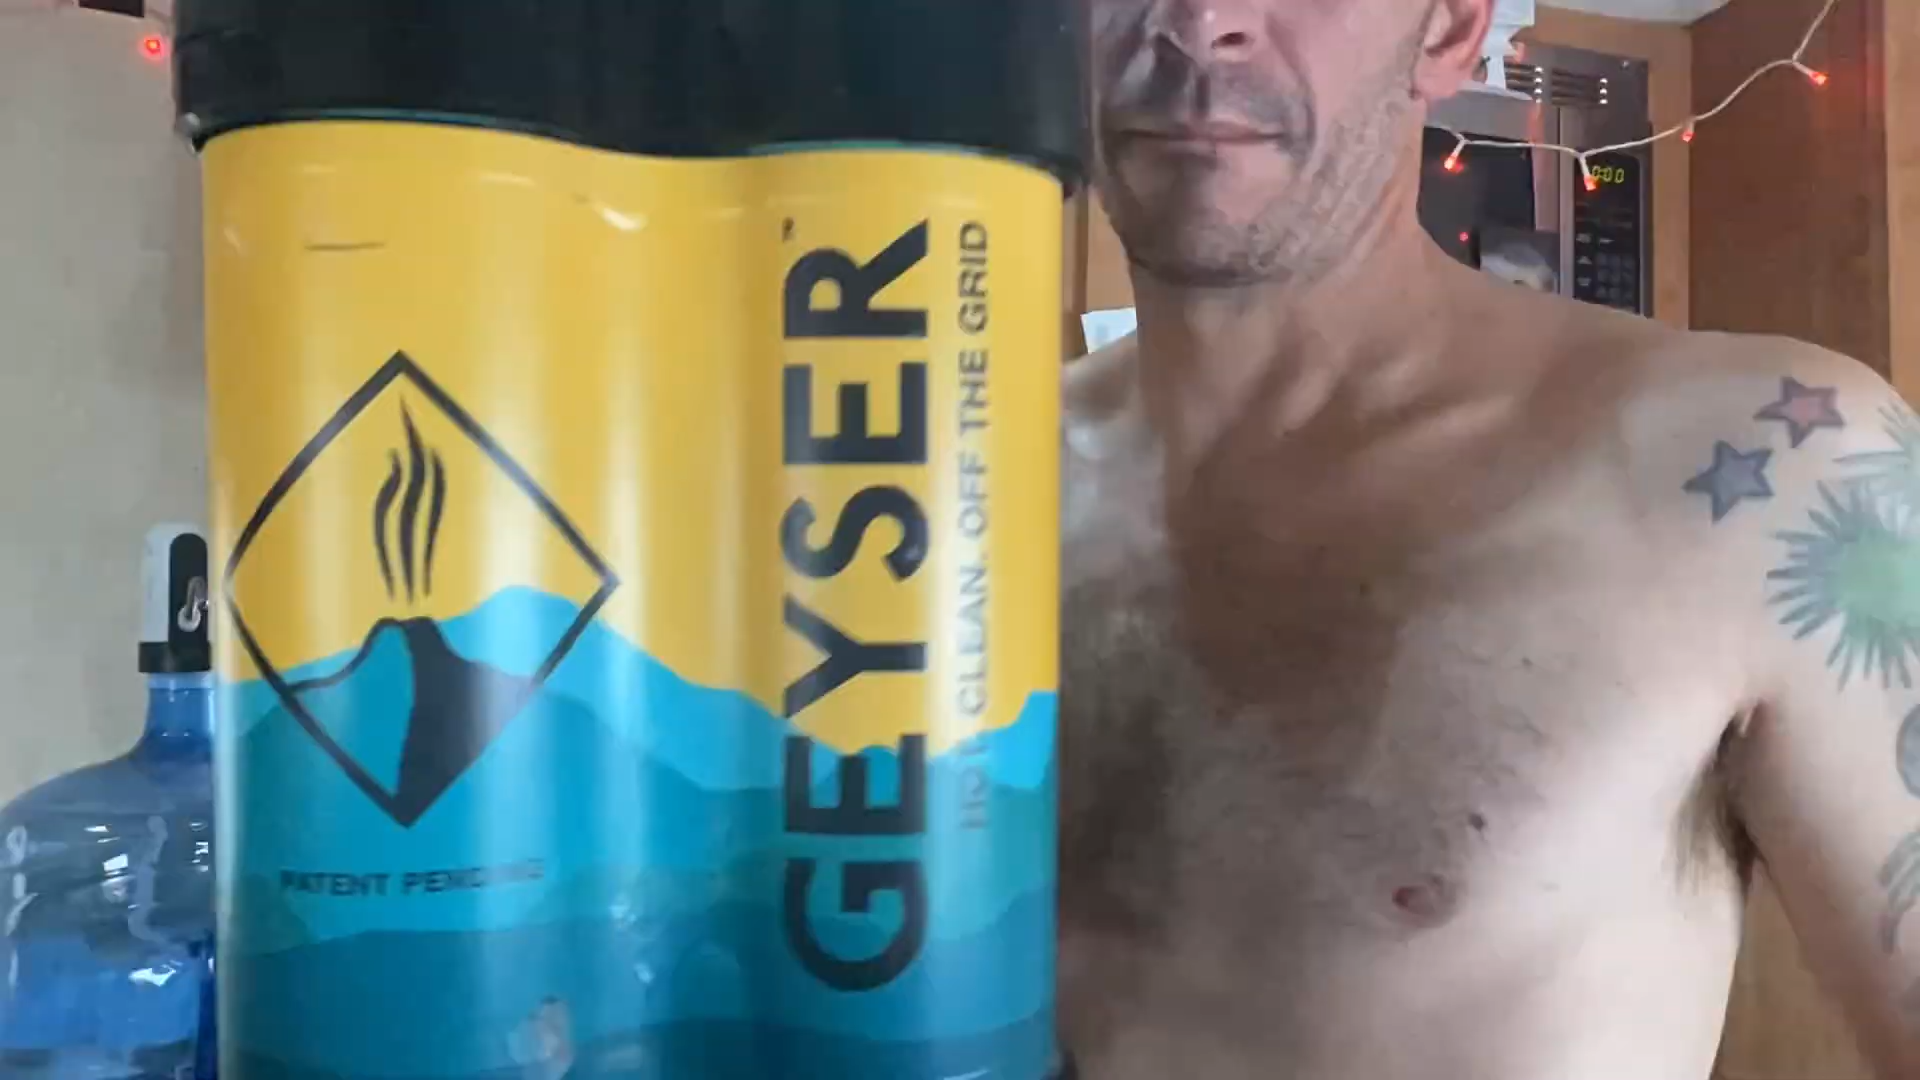 GEYSER
HOT. CLEAN. OFF THE GRID
PATENT PENDING